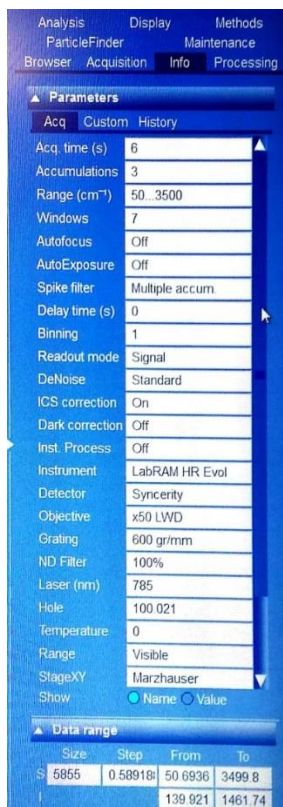 Analysis Display Methods
ParticleFinder Maintenance
Browser Acquisition Info Processing
Parameters
Acq Custom History
Acq. time (s) 6
Accumulations 3
Range (cm⁻¹) 50...3500
Windows 7
Autofocus Off
AutoExposure Off
Spike filter Multiple accum.
Delay time (s) 0
Binning 1
Readout mode Signal
DeNoise Standard
ICS correction On
Dark correction Off
Inst. Process Off
Instrument LabRAM HR Evol
Detector Syncerity
Objective x50 LWD
Grating 600 gr/mm
ND Filter 100%
Laser (nm) 785
Hole 100.021
Temperature 0
Range Visible
StageXY Marzhauser
Show Name Value
Data range
Size Step From To
S 5855 0.58918 50.6936 3499.8
I 139.921 1461.74